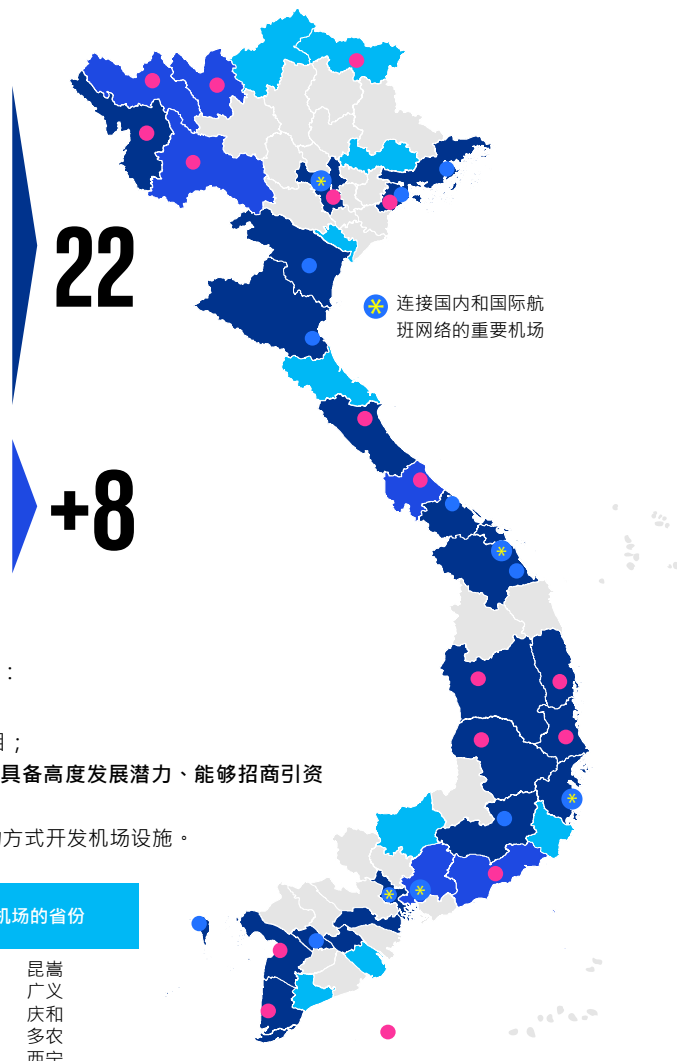 22
连接国内和国际航
班网络的重要机场
+8
：
；
具备高度发展潜力、能够招商引资
方式开发机场设施。
机场的省份
昆嵩
广义
庆和
多农
西宁